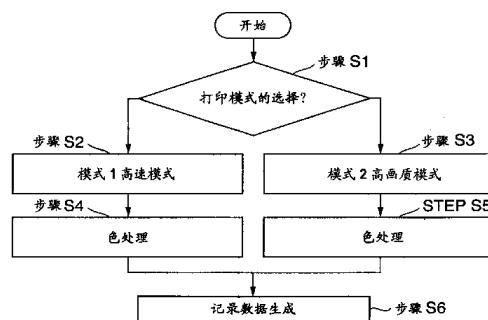 开始
步骤 S1
打印模式的选择?
步骤 S2
步骤 S3
模式 1 高速模式
模式 2 高画质模式
步骤 S4
STEP S5
色处理
色处理
记录数据生成
步骤 S6